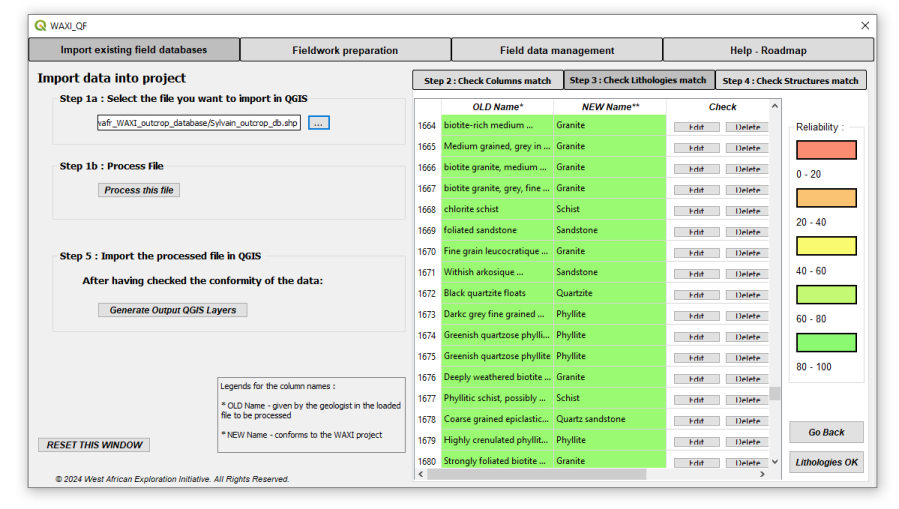 WAXI_QF
Import existing field databases
Fieldwork preparation
Field data management
Help - Roadmap
Import data into project
Step 1a : Select the file you want to import in QGIS
wafr_WAXI_outcrop_database/Sylvain_outcrop_db.shp
...
Step 1b : Process File
Process this file
Step 5 : Import the processed file in QGIS
After having checked the conformity of the data:
Generate Output QGIS Layers
Legends for the column names :
* OLD Name - given by the geologist in the loaded
file to be processed
* NEW Name - conforms to the WAXI project
RESET THIS WINDOW
© 2024 West African Exploration Initiative. All Rights Reserved.
Step 2 : Check Columns match
Step 3 : Check Lithologies match
Step 4 : Check Structures match
OLD Name* NEW Name** Check
1664 biotite-rich medium ... Granite Edit Delete
1665 Medium grained, grey in ... Granite Edit Delete
1666 biotite granite, medium ... Granite Edit Delete
1667 biotite granite, grey, fine ... Granite Edit Delete
1668 chlorite schist Schist Edit Delete
1669 foliated sandstone Sandstone Edit Delete
1670 Fine grain leucocratique ... Granite Edit Delete
1671 Withish arkosique ... Sandstone Edit Delete
1672 Black quartzite floats Quartzite Edit Delete
1673 Darkc grey fine grained ... Phyllite Edit Delete
1674 Greenish quartzose phylli... Phyllite Edit Delete
1675 Greenish quartzose phyllite Phyllite Edit Delete
1676 Deeply weathered biotite ... Granite Edit Delete
1677 Phyllitic schist, possibly ... Schist Edit Delete
1678 Coarse grained epiclastic... Quartz sandstone Edit Delete
1679 Highly crenulated phyllit... Phyllite Edit Delete
1680 Strongly foliated biotite ... Granite Edit Delete
Reliability :
0 - 20
20 - 40
40 - 60
60 - 80
80 - 100
Go Back
Lithologies OK